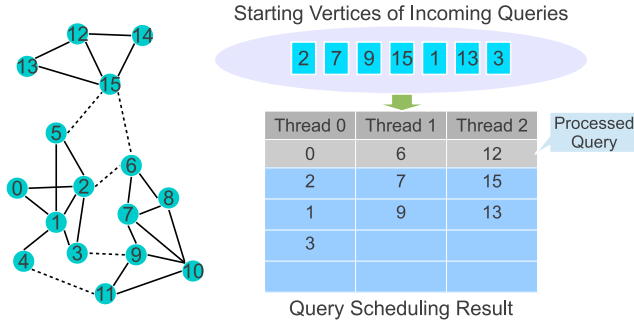 Starting Vertices of Incoming Queries
2 7 9 15 1 13 3
Thread 0 Thread 1 Thread 2
0 6 12
2 7 15
1 9 13
3
Processed
Query
Query Scheduling Result
12
14
13
15
5
6
0
2
8
1
7
3
9
4
10
11